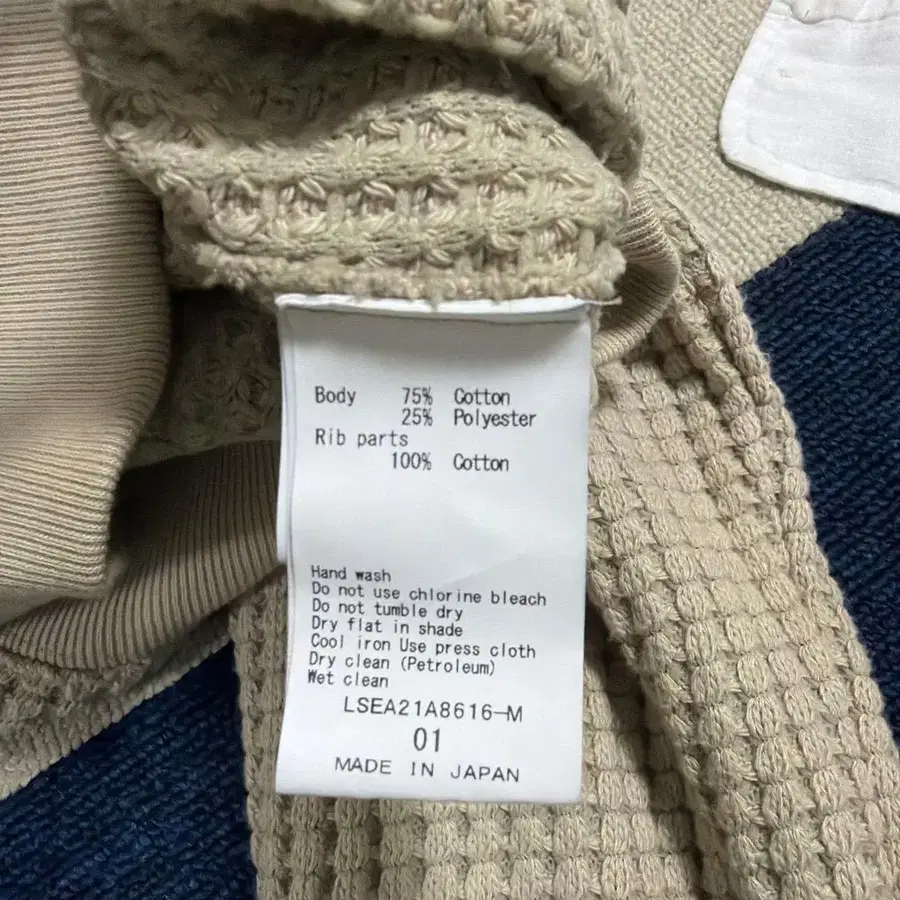 Body 75% Cotton
25% Polyester
Rib parts
100% Cotton
Hand wash
Do not use chlorine bleach
Do not tumble dry
Dry flat in shade
Cool iron Use press cloth
Dry clean (Petroleum)
Wet clean
LSEA21A8616-M
01
MADE IN JAPAN